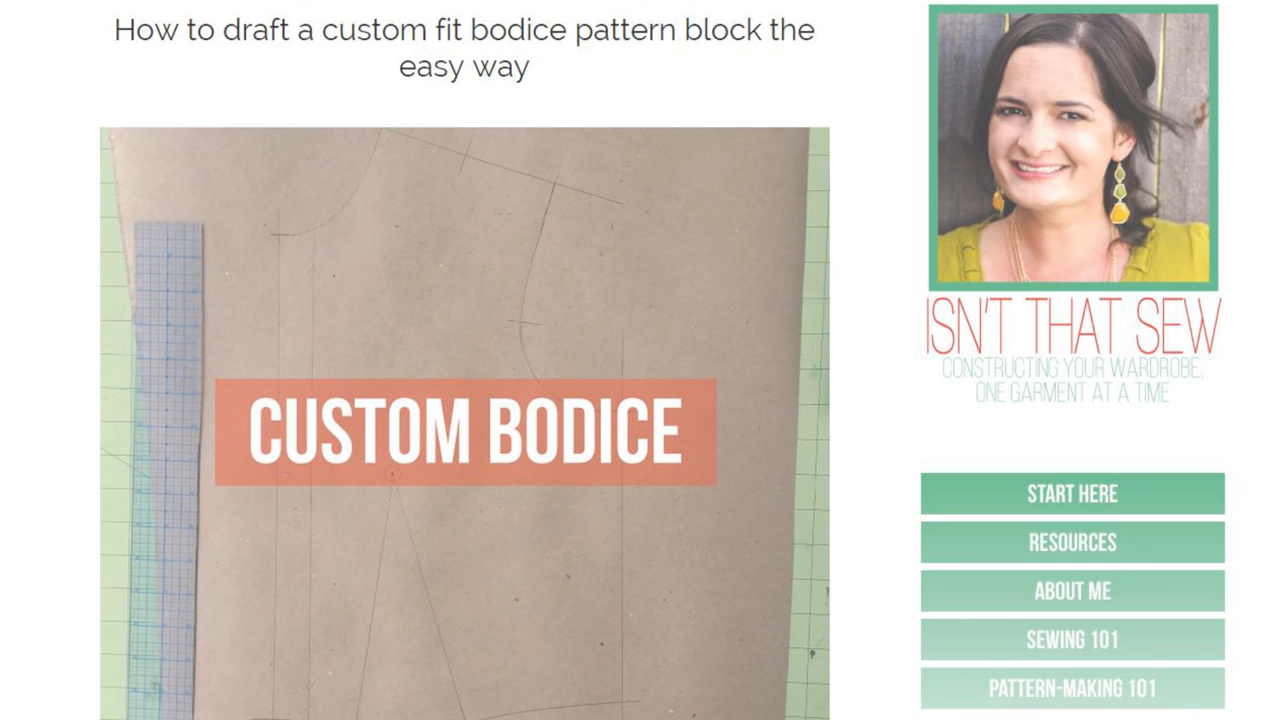 How to draft a custom fit bodice pattern block the
easy way
CUSTOM BODICE
ISN'T THAT SEW
CONSTRUCTING YOUR WARDROBE,
ONE GARMENT AT A TIME
START HERE
RESOURCES
ABOUT ME
SEWING 101
PATTERN-MAKING 101